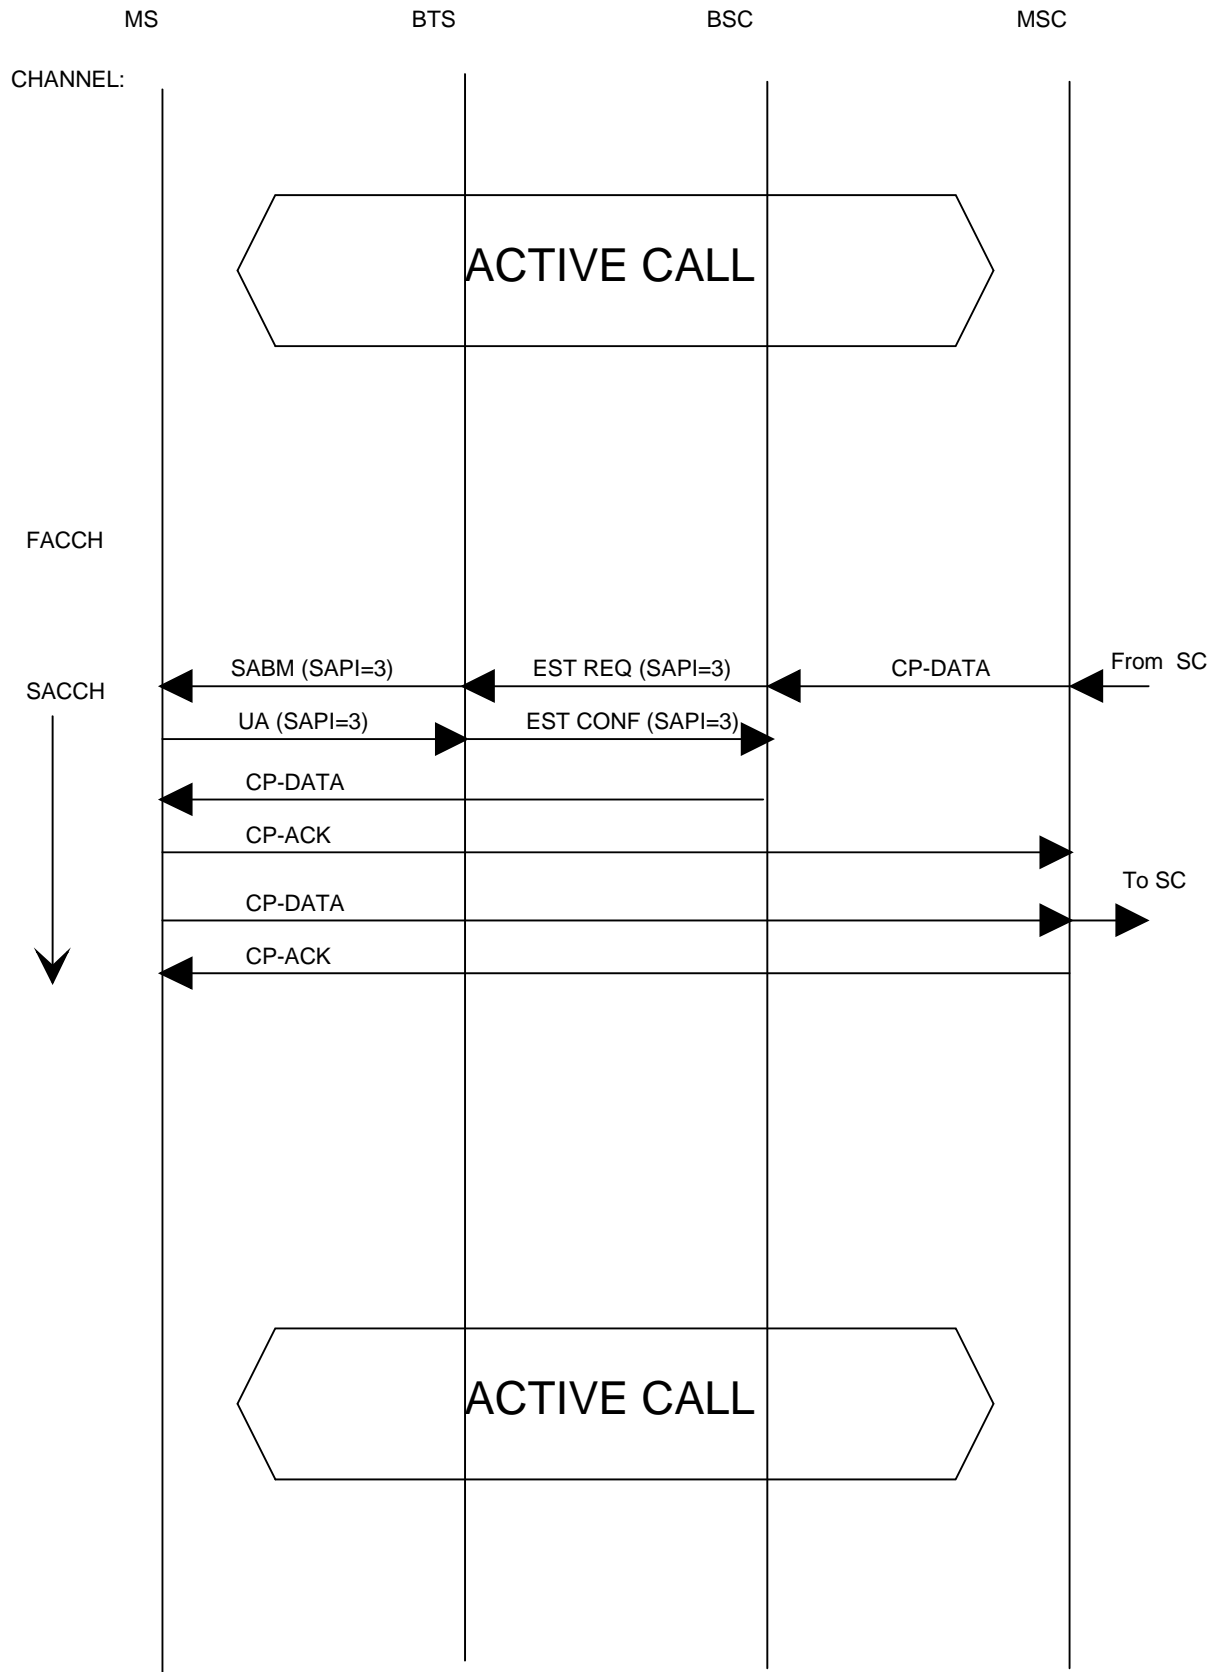 MS BTS BSC MSC
CHANNEL:
ACTIVE CALL
FACCH
SABM (SAPI=3) EST REQ (SAPI=3) CP-DATA From SC
SACCH
UA (SAPI=3) EST CONF (SAPI=3)
CP-DATA
CP-ACK
To SC
CP-DATA
CP-ACK
ACTIVE CALL